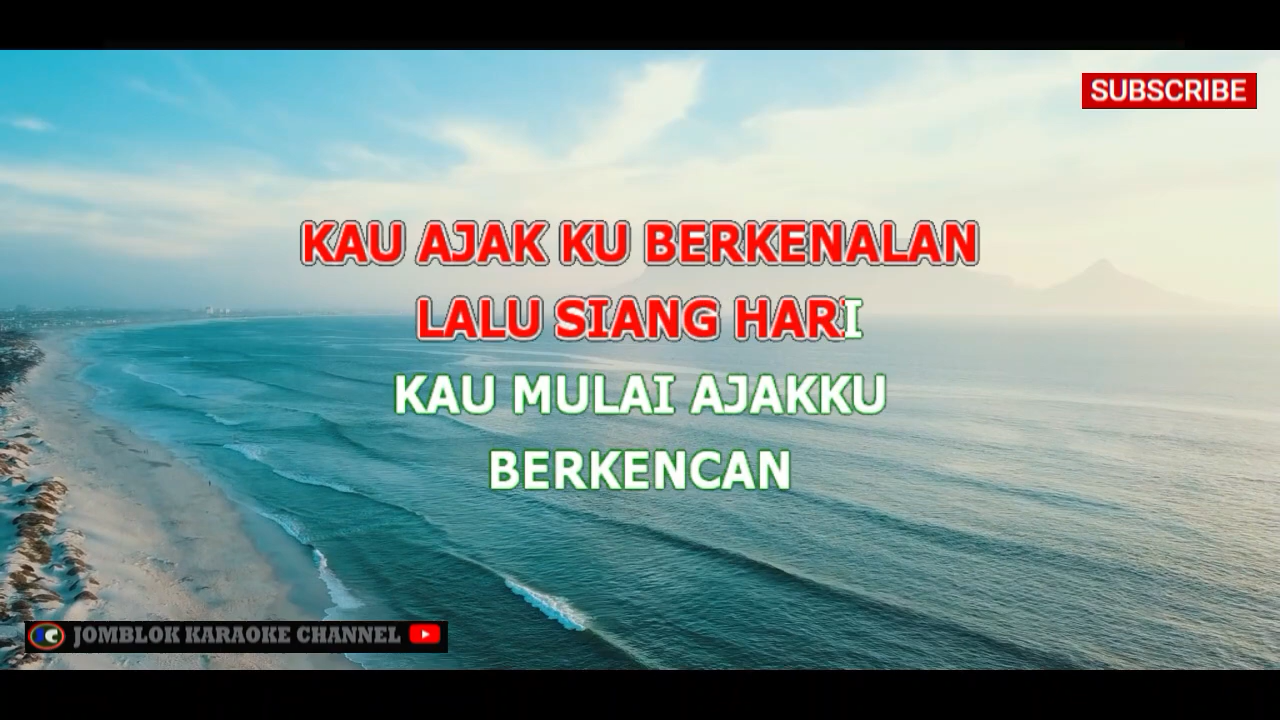 SUBSCRIBE
KAU AJAK KU BERKENALAN
LALU SIANG HARI
KAU MULAI AJAKKU
BERKENCAN
JOMBLOK KARAOKE CHANNEL